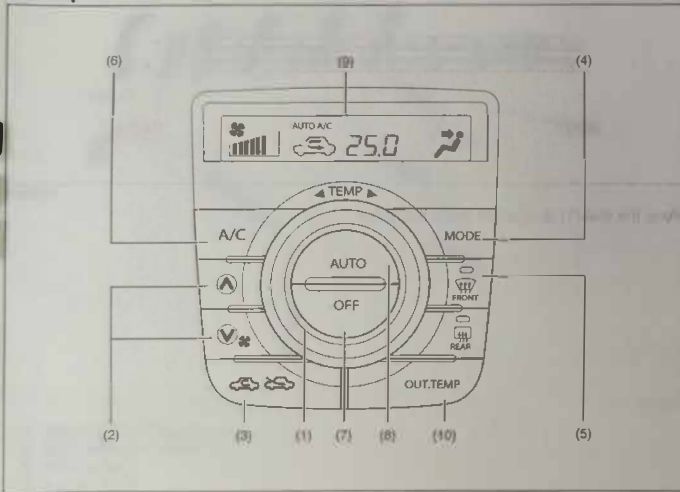 (6) (9) (4)
AUTO A/C
25.0
◄ TEMP ►
A/C MODE
AUTO
OFF
FRONT
REAR
OUT.TEMP
(2) (3) (1) (7) (8) (10) (5)